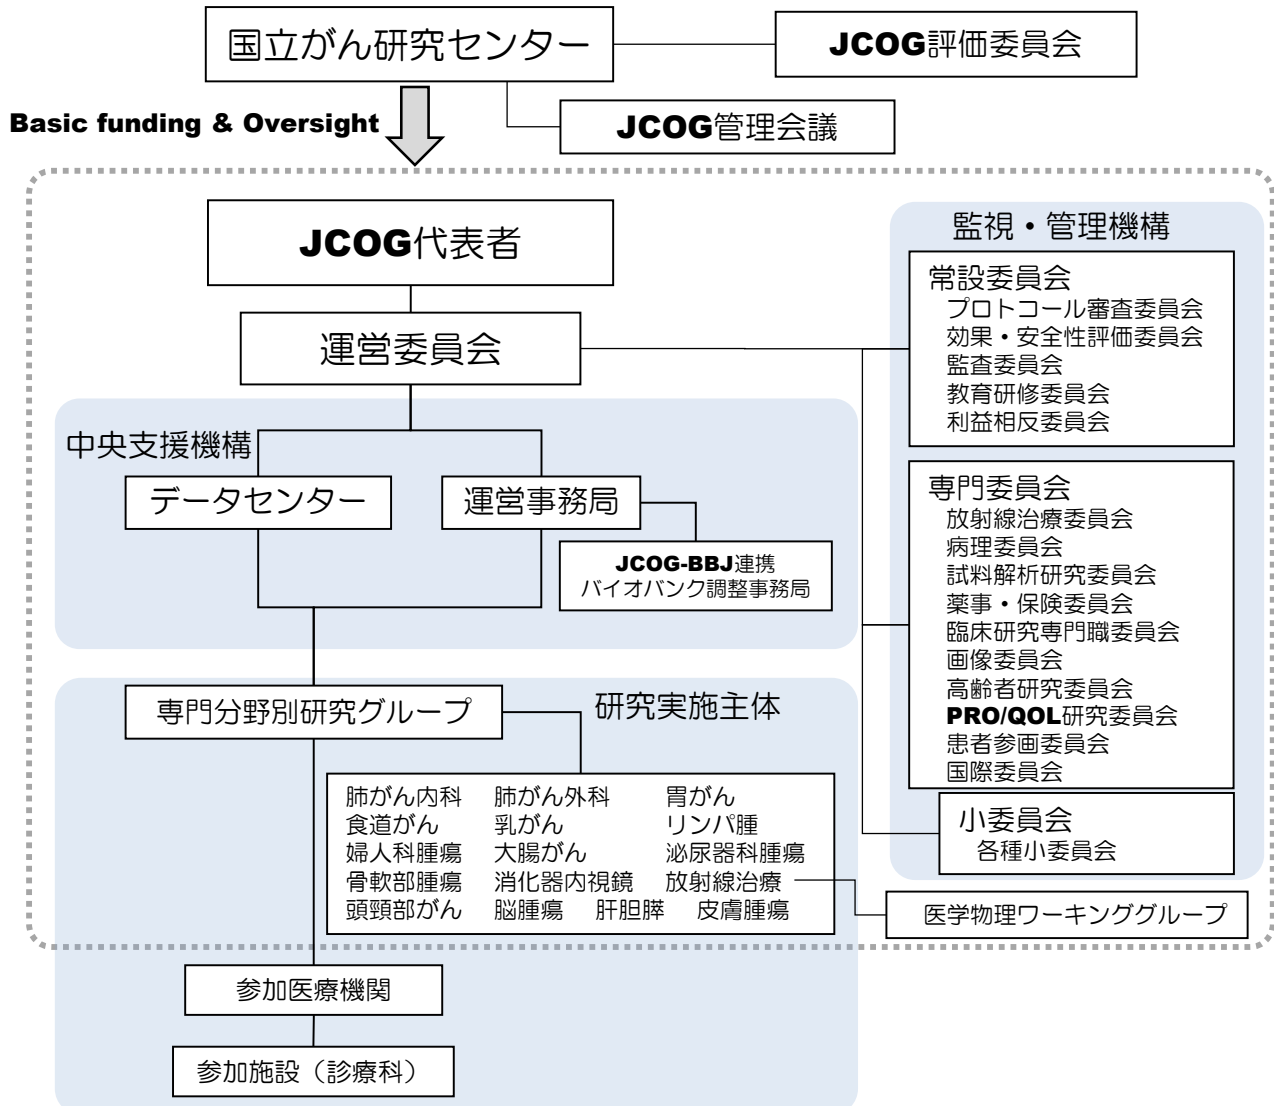 国立がん研究センター
JCOG評価委員会
Basic funding & Oversight
JCOG管理会議
JCOG代表者
運営委員会
中央支援機構
データセンター
運営事務局
JCOG-BBJ連携
バイオバンク調整事務局
専門分野別研究グループ
研究実施主体
肺がん内科 肺がん外科 胃がん
食道がん 乳がん リンパ腫
婦人科腫瘍 大腸がん 泌尿器科腫瘍
骨軟部腫瘍 消化器内視鏡 放射線治療
頭頸部がん 脳腫瘍 肝胆膵 皮膚腫瘍
参加医療機関
参加施設（診療科）
監視・管理機構
常設委員会
プロトコール審査委員会
効果・安全性評価委員会
監査委員会
教育研修委員会
利益相反委員会
専門委員会
放射線治療委員会
病理委員会
試料解析研究委員会
薬事・保険委員会
臨床研究専門職委員会
画像委員会
高齢者研究委員会
PRO/QOL研究委員会
患者参画委員会
国際委員会
小委員会
各種小委員会
医学物理ワーキンググループ